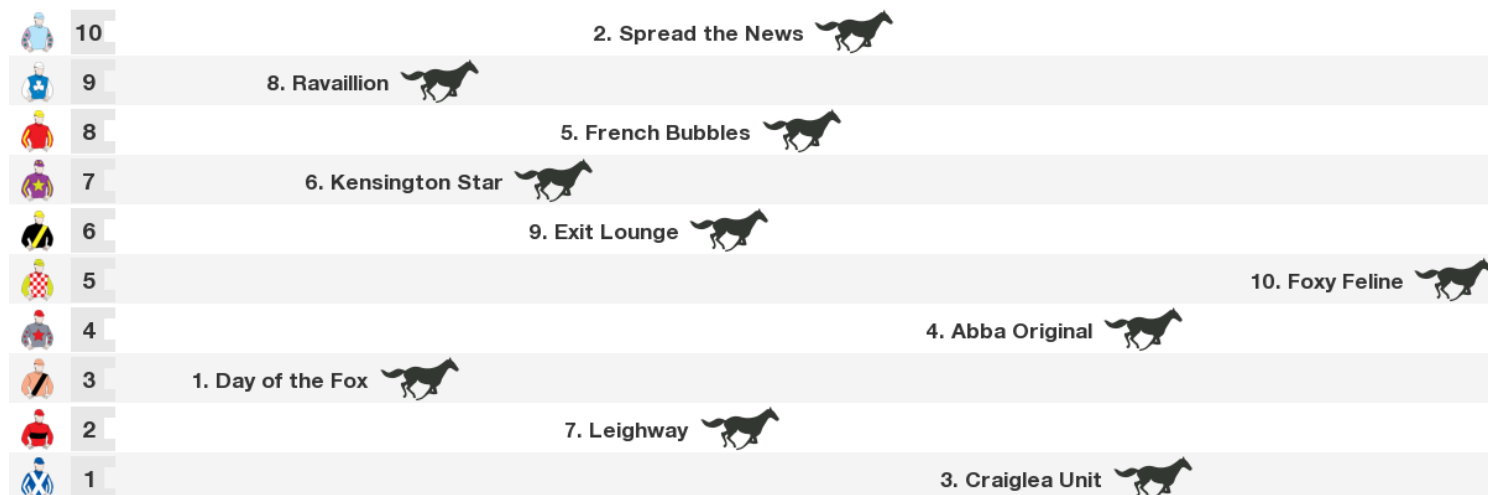 10 2. Spread the News
9 8. Ravaillion
8 5. French Bubbles
7 6. Kensington Star
6 9. Exit Lounge
5 10. Foxy Feline
4 4. Abba Original
3 1. Day of the Fox
2 7. Leighway
1 3. Craiglea Unit